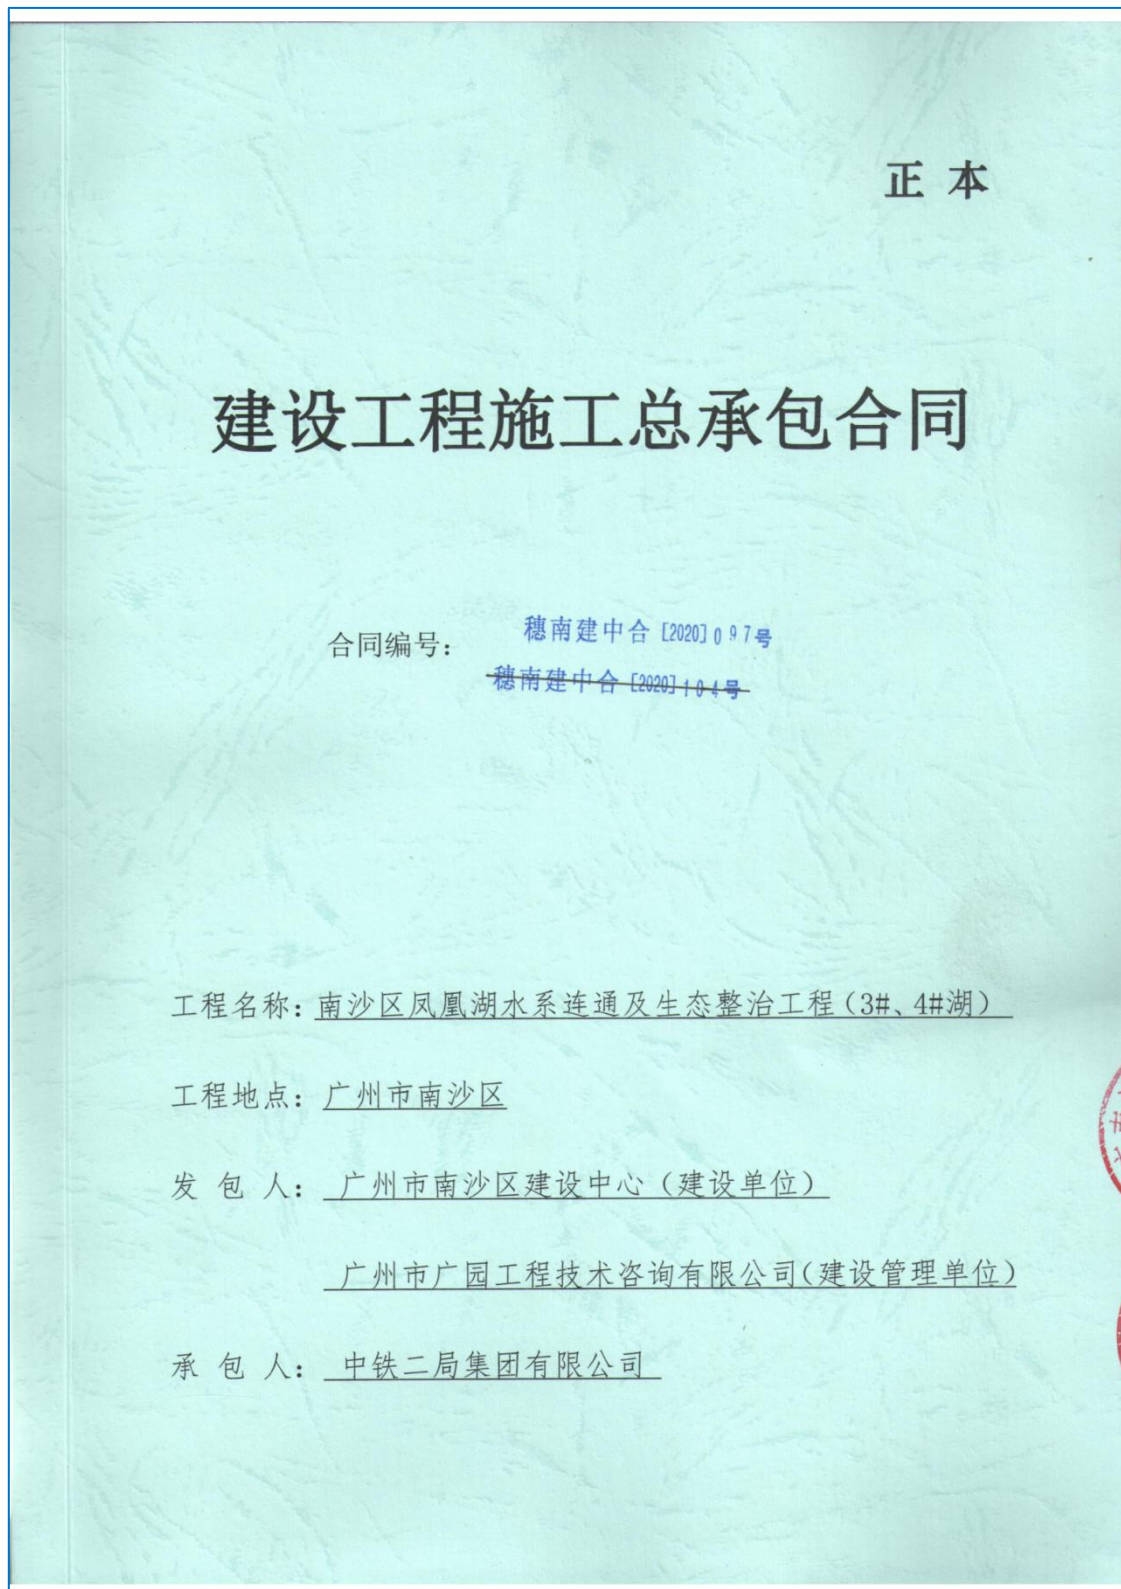 正 本
建设工程施工总承包合同
合同编号： 穗南建中合［2020］097号
穗南建中合［2020］104号
工程名称：南沙区凤凰湖水系连通及生态整治工程（3#、4#湖）
工程地点：广州市南沙区
发 包 人：广州市南沙区建设中心（建设单位）
广州市广园工程技术咨询有限公司（建设管理单位）
承 包 人：中铁二局集团有限公司